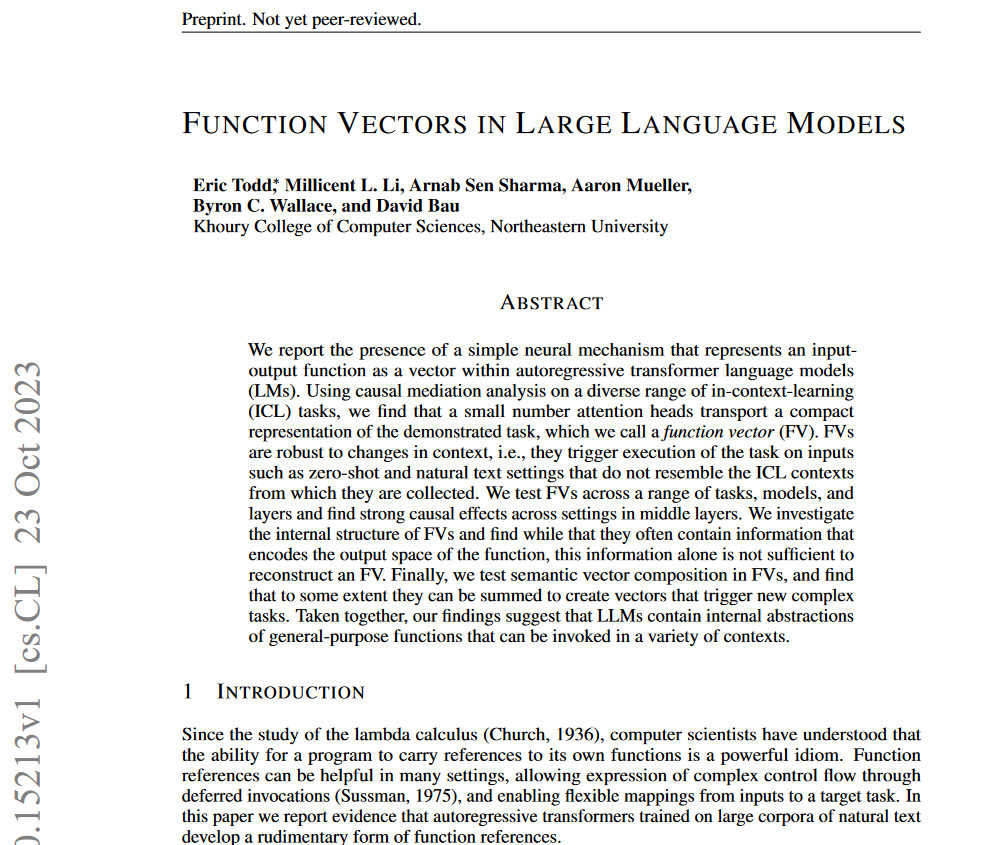 Preprint. Not yet peer-reviewed.
FUNCTION VECTORS IN LARGE LANGUAGE MODELS
Eric Todd,* Millicent L. Li, Arnab Sen Sharma, Aaron Mueller,
Byron C. Wallace, and David Bau
Khoury College of Computer Sciences, Northeastern University
ABSTRACT
We report the presence of a simple neural mechanism that represents an input-
output function as a vector within autoregressive transformer language models
(LMs). Using causal mediation analysis on a diverse range of in-context-learning
(ICL) tasks, we find that a small number attention heads transport a compact
representation of the demonstrated task, which we call a function vector (FV). FVs
are robust to changes in context, i.e., they trigger execution of the task on inputs
such as zero-shot and natural text settings that do not resemble the ICL contexts
from which they are collected. We test FVs across a range of tasks, models, and
layers and find strong causal effects across settings in middle layers. We investigate
the internal structure of FVs and find while that they often contain information that
encodes the output space of the function, this information alone is not sufficient to
reconstruct an FV. Finally, we test semantic vector composition in FVs, and find
that to some extent they can be summed to create vectors that trigger new complex
tasks. Taken together, our findings suggest that LLMs contain internal abstractions
of general-purpose functions that can be invoked in a variety of contexts.
1 INTRODUCTION
Since the study of the lambda calculus (Church, 1936), computer scientists have understood that
the ability for a program to carry references to its own functions is a powerful idiom. Function
references can be helpful in many settings, allowing expression of complex control flow through
deferred invocations (Sussman, 1975), and enabling flexible mappings from inputs to a target task. In
this paper we report evidence that autoregressive transformers trained on large corpora of natural text
develop a rudimentary form of function references.
0.15213v1 [cs.CL] 23 Oct 2023